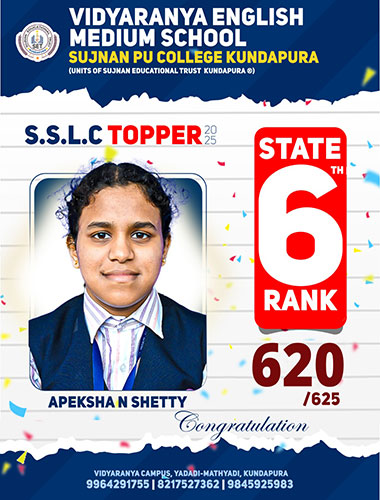 VIDYARANYA ENGLISH
MEDIUM SCHOOL
SUJNAN PU COLLEGE KUNDAPURA
(UNITS OF SUJNAN EDUCATIONAL TRUST KUNDAPURA ®)
S.S.L.C TOPPER 2025
STATE
6TH
RANK
620
/625
APEKSHA N SHETTY
Congratulation
VIDYARANYA CAMPUS, YADADI-MATHYADI, KUNDAPURA
9964291755 | 8217527362 | 9845925983